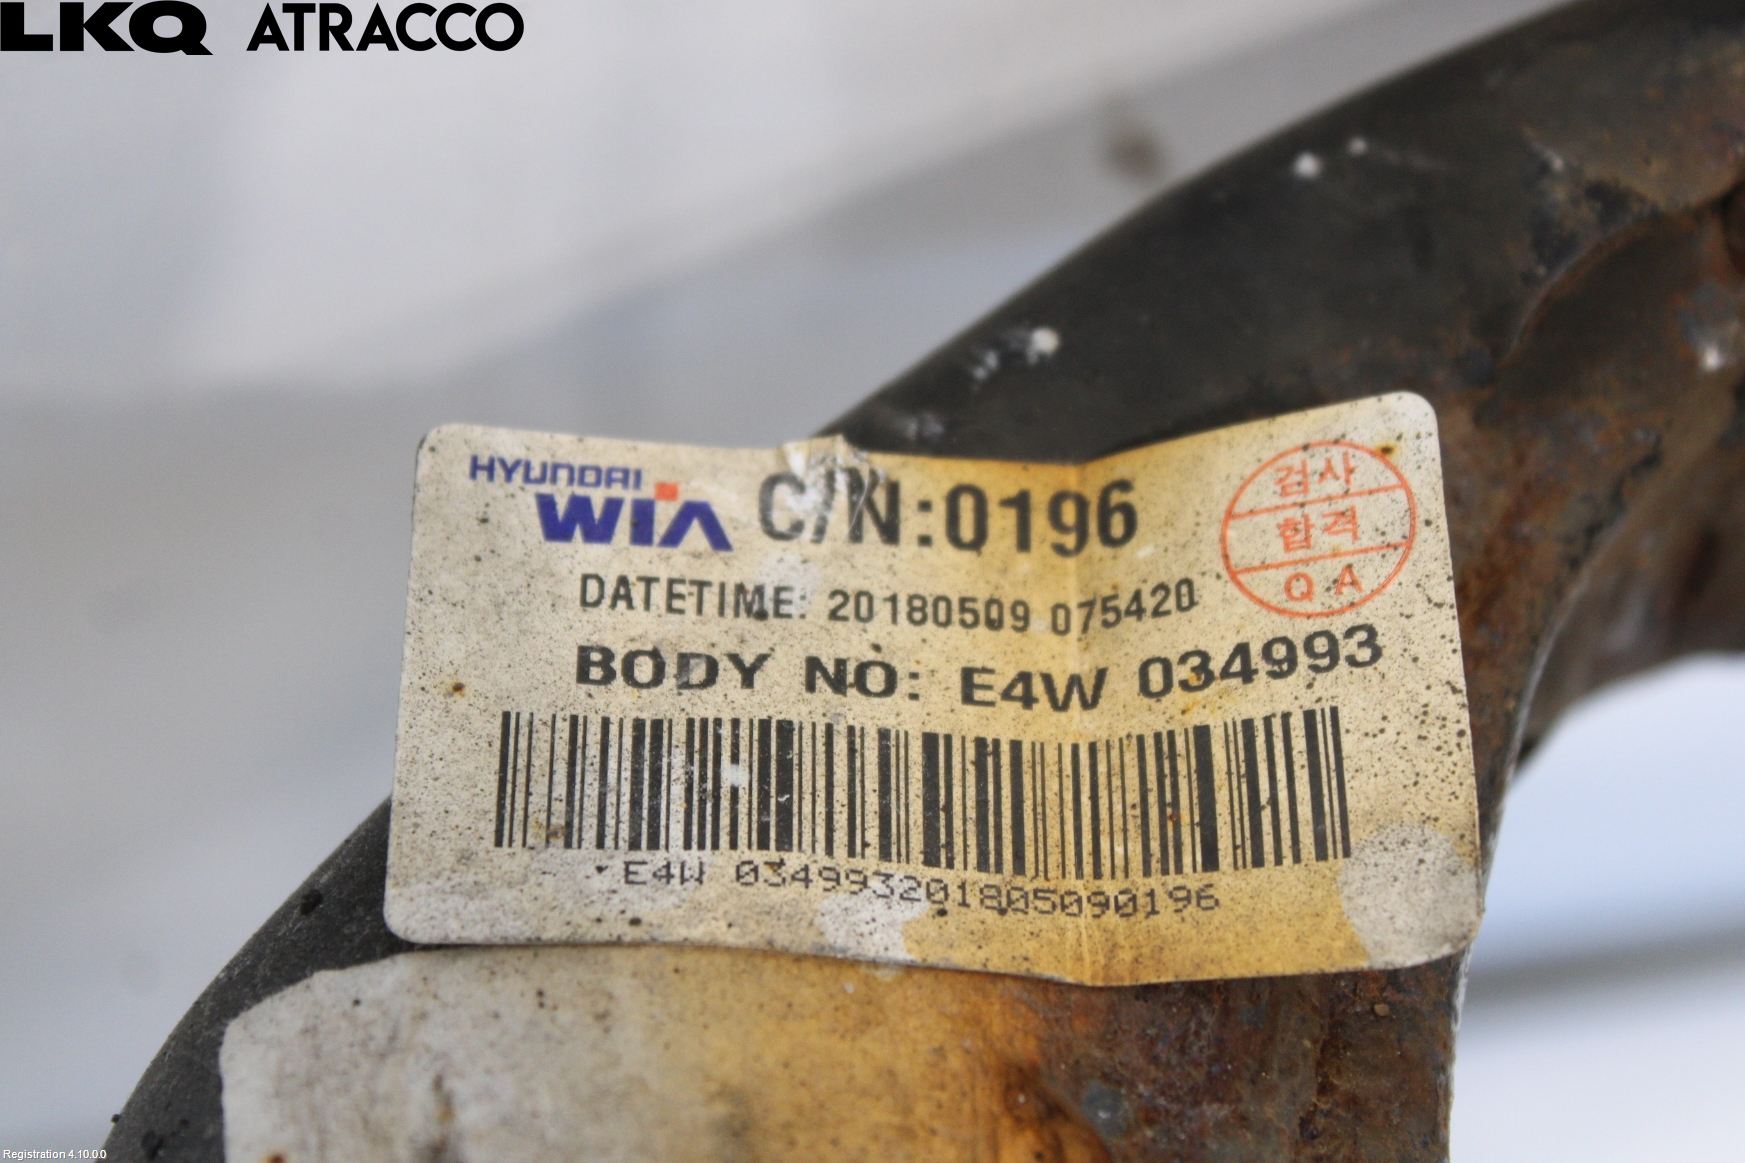 LKQ ATRACCO
HYUNDAI
WIA C/N:0196
검사
합격
QA
DATETIME: 20180509 075420
BODY NO: E4W 034993
E4W 034993201805090196
Registration 4.10.0.0